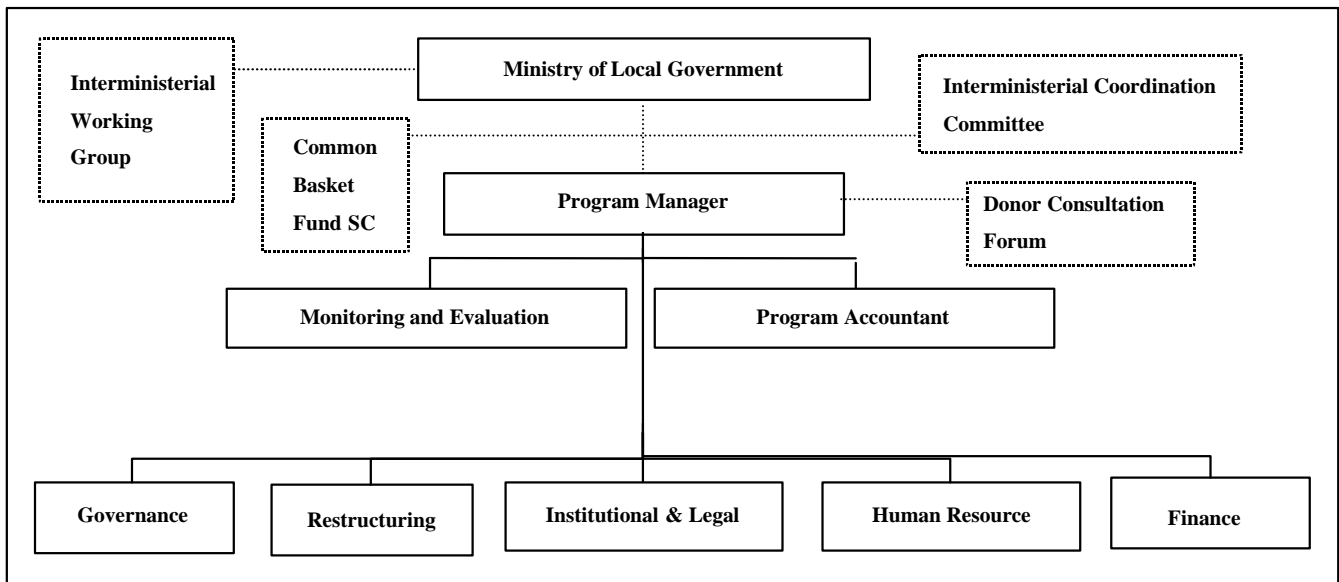 Interministerial
Working
Group
Ministry of Local Government
Interministerial Coordination
Committee
Common
Basket
Fund SC
Program Manager
Donor Consultation
Forum
Monitoring and Evaluation
Program Accountant
Governance
Restructuring
Institutional & Legal
Human Resource
Finance